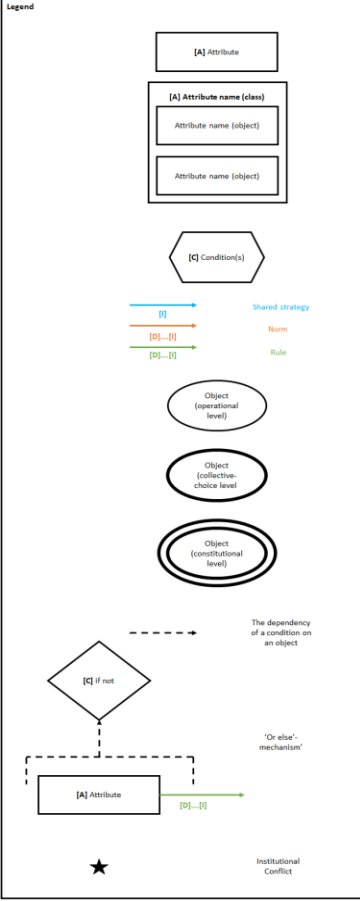 Legend
[A] Attribute
[A] Attribute name (class)
Attribute name (object)
Attribute name (object)
[C] Condition(s)
[I]
Shared strategy
[D]....[I]
Norm
[D]....[I]
Rule
Object
(operational
level)
Object
(collective-
choice level
Object
(constitutional
level)
The dependency
of a condition on
an object
[C] if not
'Or else'-
mechanism'
[A] Attribute
[D]....[I]
Institutional
Conflict